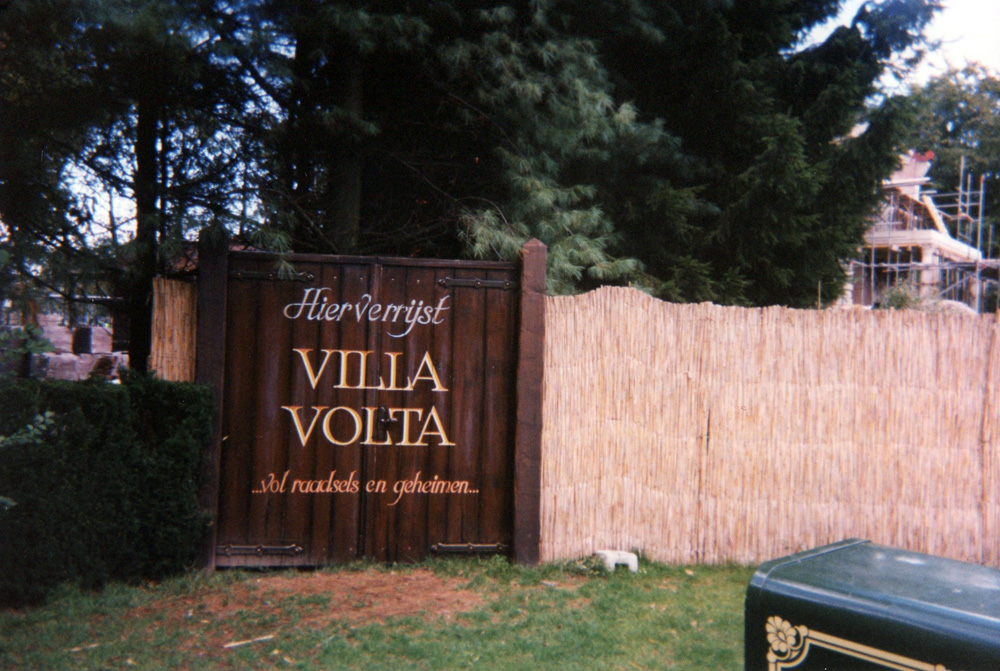 Hier verrijst
VILLA
VOLTA
...vol raadsels en geheimen...